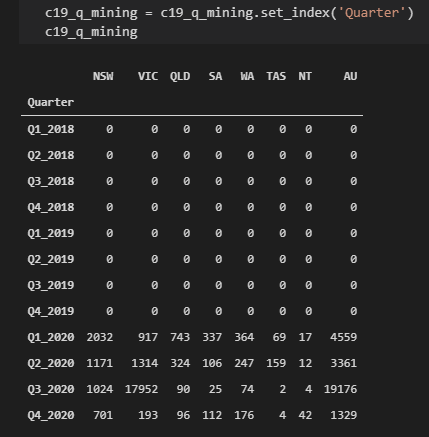 c19_q_mining = c19_q_mining.set_index('Quarter')
c19_q_mining
NSW VIC QLD SA WA TAS NT AU
Quarter
Q1_2018 0 0 0 0 0 0 0 0
Q2_2018 0 0 0 0 0 0 0 0
Q3_2018 0 0 0 0 0 0 0 0
Q4_2018 0 0 0 0 0 0 0 0
Q1_2019 0 0 0 0 0 0 0 0
Q2_2019 0 0 0 0 0 0 0 0
Q3_2019 0 0 0 0 0 0 0 0
Q4_2019 0 0 0 0 0 0 0 0
Q1_2020 2032 917 743 337 364 69 17 4559
Q2_2020 1171 1314 324 106 247 159 12 3361
Q3_2020 1024 17952 90 25 74 2 4 19176
Q4_2020 701 193 96 112 176 4 42 1329